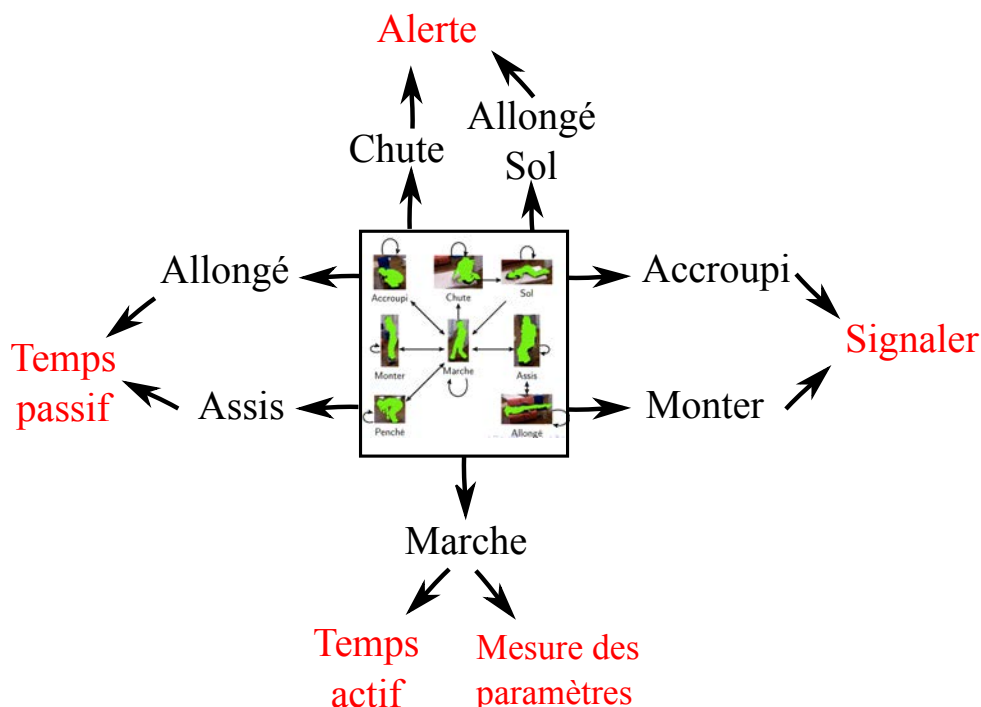 Alerte
Allongé
Chute
Sol
Allongé
Accroupi
Accroupi
Chute
Sol
Signaler
Temps
passif
Monter
Marche
Assis
Assis
Monter
Penché
Allongé
Marche
Temps
actif
Mesure des
paramètres